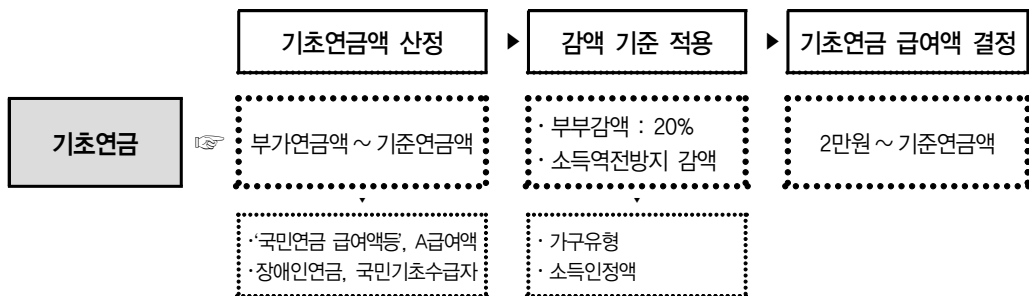 기초연금액 산정 ▶ 감액 기준 적용 ▶ 기초연금 급여액 결정
기초연금 ☞ 부가연금액 ~ 기준연금액
· 부부감액 : 20%
· 소득역전방지 감액
2만원 ~ 기준연금액
·‘국민연금 급여액등’, A급여액
·장애인연금, 국민기초수급자
· 가구유형
· 소득인정액